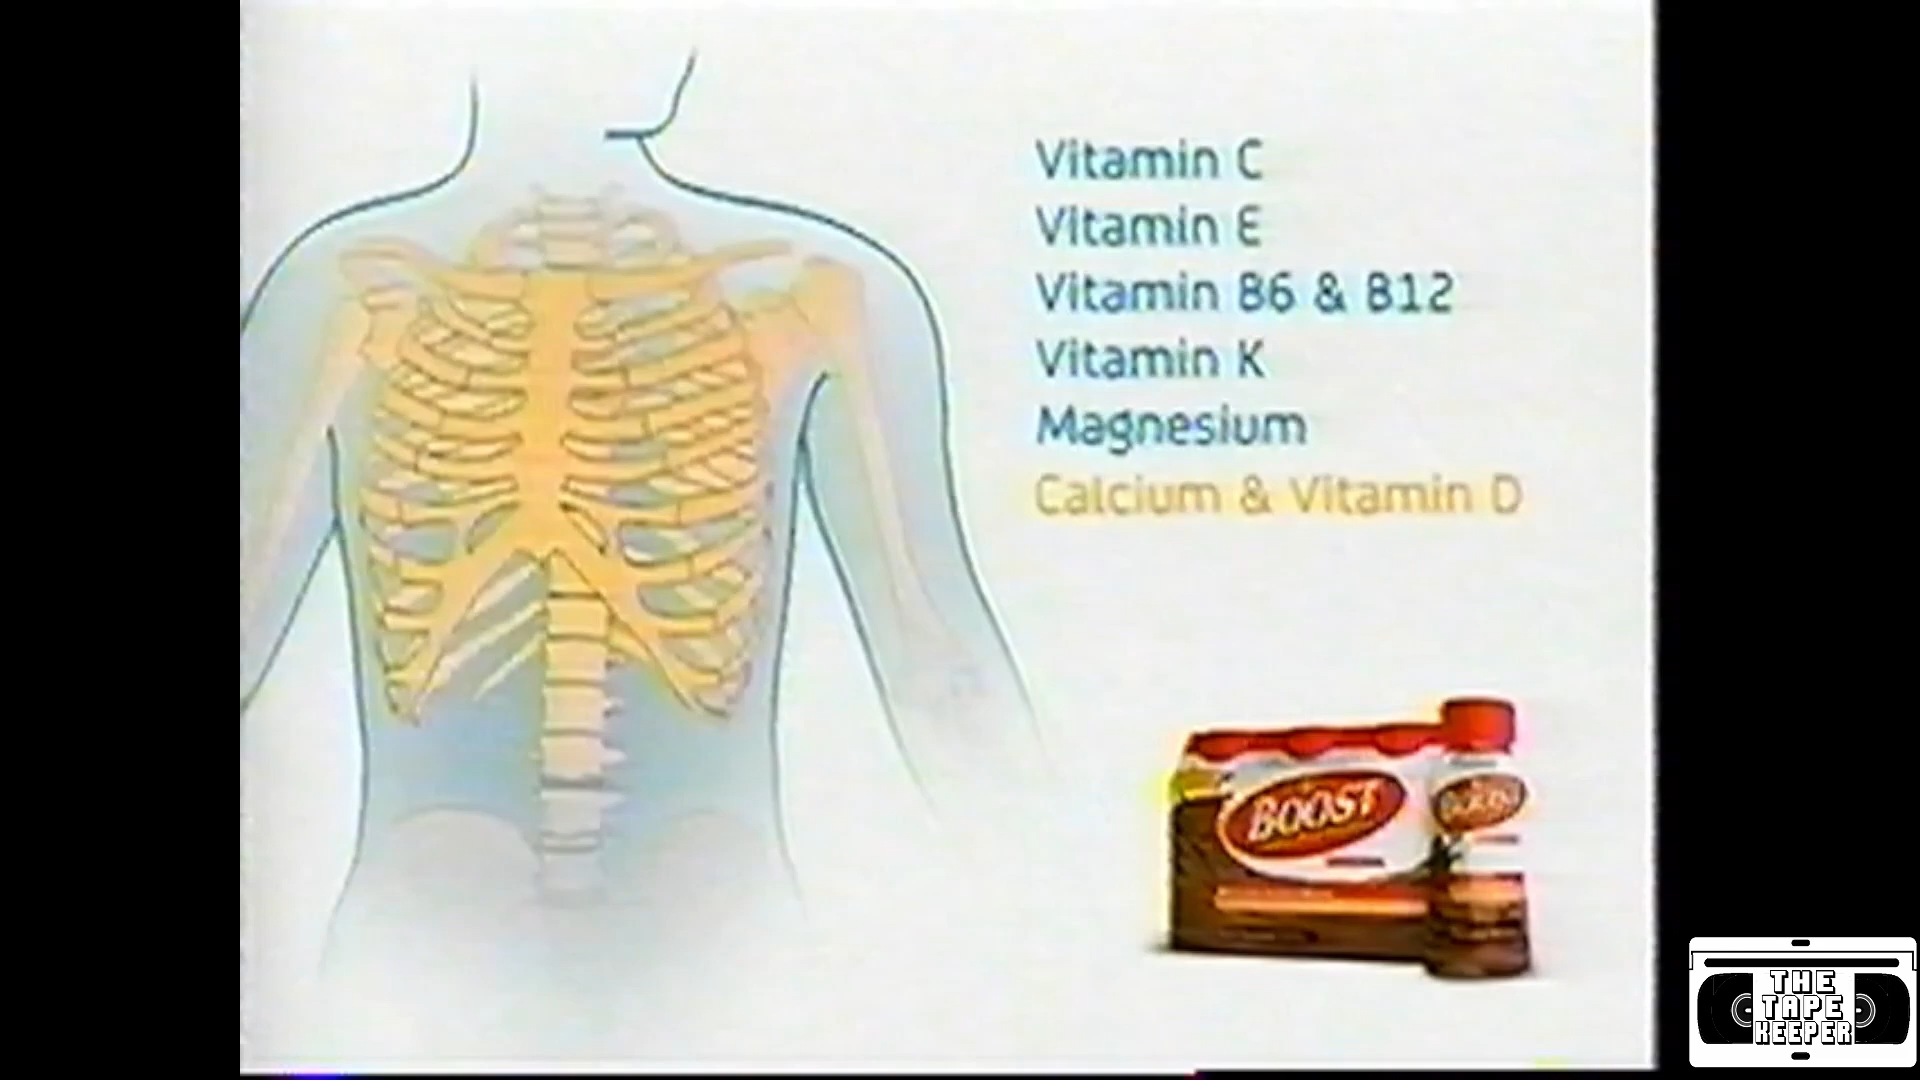 Vitamin C
Vitamin E
Vitamin B6 & B12
Vitamin K
Magnesium
Calcium & Vitamin D
BOOST
BOOST
THE
TAPE
KEEPER